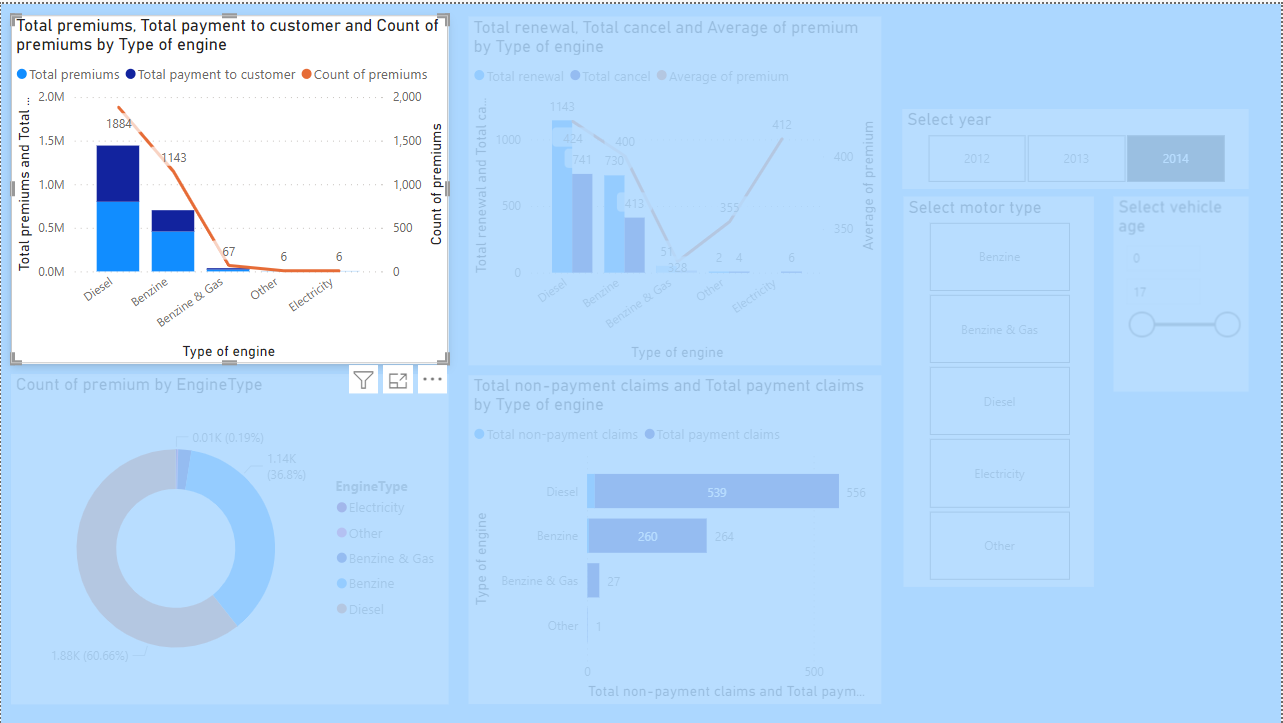 Total premiums, Total payment to customer and Count of
premiums by Type of engine
Total premiums Total payment to customer Count of premiums
Total premiums and Total ...
2.0M
1.5M
1.0M
0.5M
0.0M
2,000
1,500
1,000
500
0
Count of premiums
1884
1143
67
6
6
Diesel
Benzine
Benzine & Gas
Other
Electricity
Type of engine
Total renewal, Total cancel and Average of premium
by Type of engine
Total renewal Total cancel Average of premium
Total renewal and Total ca...
1000
500
0
400
350
Average of premium
1143
424
741
400
730
413
51
328
355
2
4
412
6
Diesel
Benzine
Benzine & Gas
Other
Electricity
Type of engine
Select year
2012
2013
2014
Select motor type
Benzine
Benzine & Gas
Diesel
Electricity
Other
Select vehicle
age
0
17
Count of premium by EngineType
0.01K (0.19%)
1.14K
(36.8%)
1.88K (60.66%)
EngineType
Electricity
Other
Benzine & Gas
Benzine
Diesel
Total non-payment claims and Total payment claims
by Type of engine
Total non-payment claims Total payment claims
Type of engine
Diesel 539 556
Benzine 260 264
Benzine & Gas 27
Other 1
0 500
Total non-payment claims and Total paym...